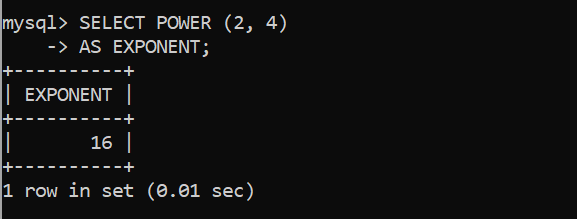 mysql> SELECT POWER (2, 4)
    -> AS EXPONENT;
+----------+
| EXPONENT |
+----------+
|       16 |
+----------+
1 row in set (0.01 sec)